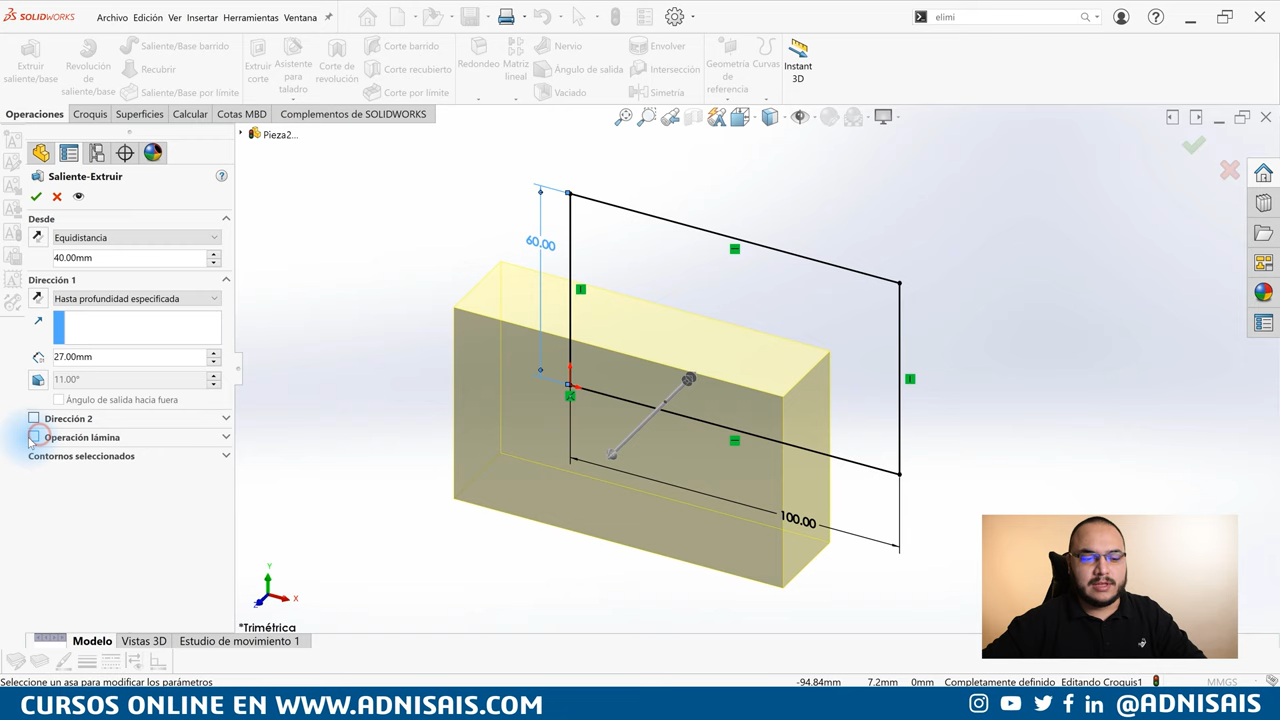 SOLIDWORKS
Archivo Edición Ver Insertar Herramientas Ventana
elimi
Extruir saliente/base
Revolución de saliente/base
Saliente/Base barrido
Recubrir
Saliente/Base por límite
Extruir corte
Asistente para taladro
Corte de revolución
Corte barrido
Corte recubierto
Corte por límite
Redondeo
Matriz lineal
Nervio
Ángulo de salida
Vaciado
Envolver
Intersección
Simetría
Geometría de referencia
Curvas
Instant 3D
Operaciones Croquis Superficies Calcular Cotas MBD Complementos de SOLIDWORKS
Pieza2...
Saliente-Extruir
Desde
Equidistancia
40.00mm
Dirección 1
Hasta profundidad especificada
27.00mm
11.00°
Ángulo de salida hacia fuera
Dirección 2
Operación lámina
Contornos seleccionados
60.00
100.00
Y
X
Z
*Trimétrica
Modelo Vistas 3D Estudio de movimiento 1
Seleccione un asa para modificar los parámetros
-94.84mm 7.2mm 0mm Completamente definido Editando Croquis1 MMGS
CURSOS ONLINE EN WWW.ADNISAIS.COM
@ADNISAIS